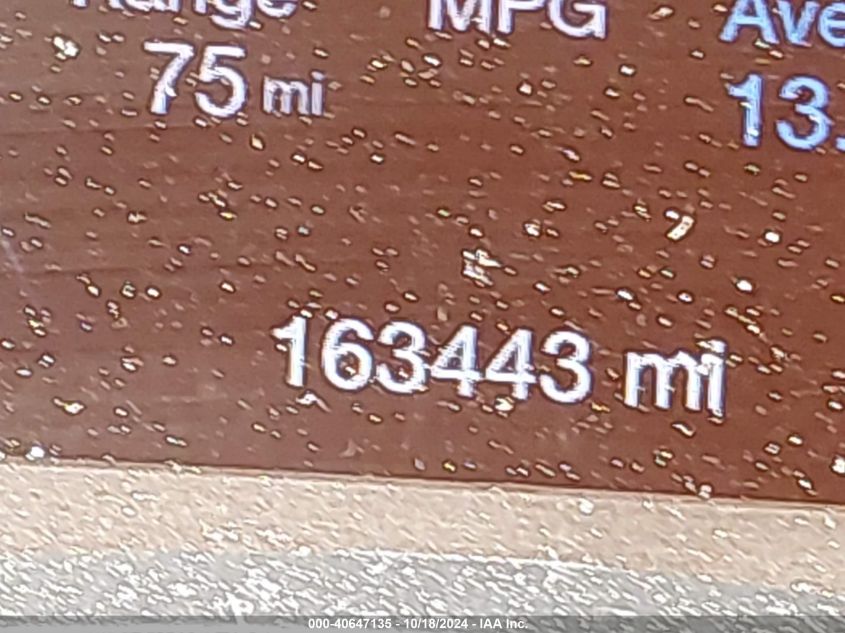 Range MPG Ave
75 mi 13.
163443 mi
000-40647135 - 10/18/2024 - IAA Inc.